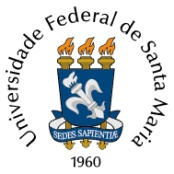 Universidade Federal de Santa Maria
SEDES SAPIENTIÆ
1960